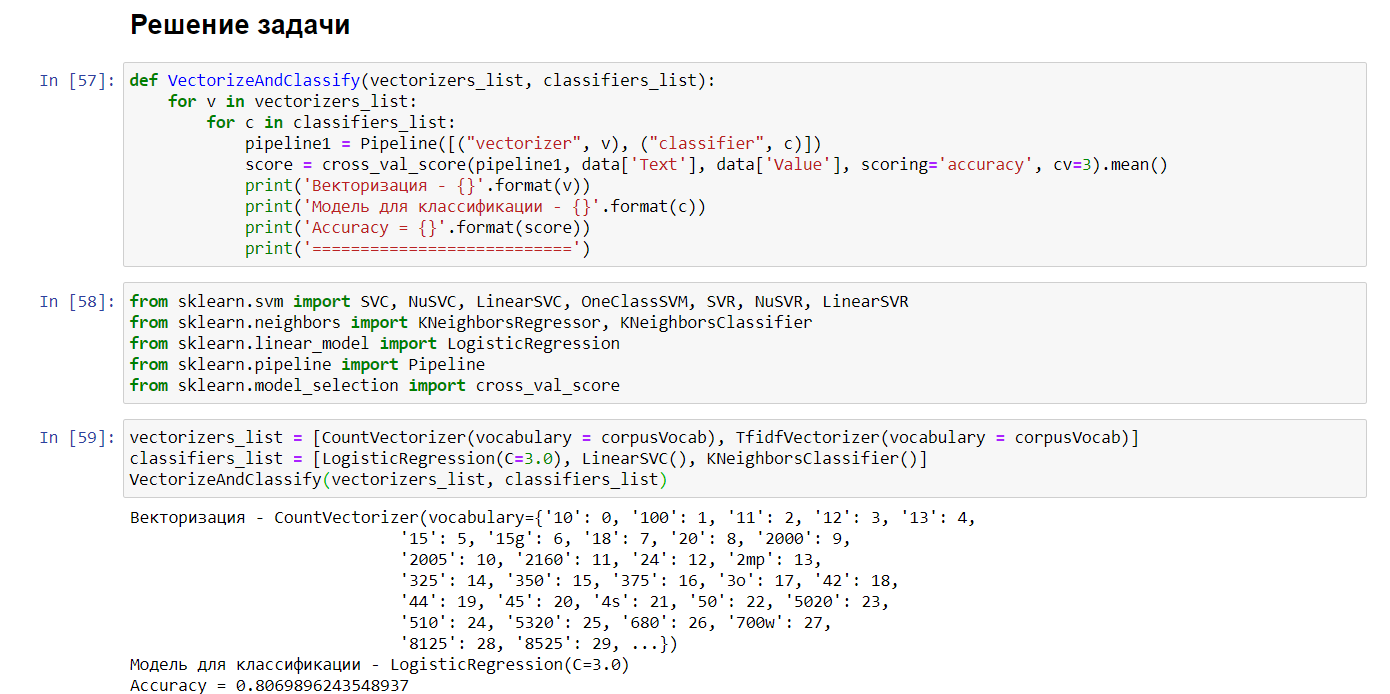 Решение задачи
In [57]: def VectorizeAndClassify(vectorizers_list, classifiers_list):
for v in vectorizers_list:
for c in classifiers_list:
pipeline1 = Pipeline([("vectorizer", v), ("classifier", c)])
score = cross_val_score(pipeline1, data['Text'], data['Value'], scoring='accuracy', cv=3).mean()
print('Векторизация - {}'.format(v))
print('Модель для классификации - {}'.format(c))
print('Accuracy = {}'.format(score))
print('===========================')
In [58]: from sklearn.svm import SVC, NuSVC, LinearSVC, OneClassSVM, SVR, NuSVR, LinearSVR
from sklearn.neighbors import KNeighborsRegressor, KNeighborsClassifier
from sklearn.linear_model import LogisticRegression
from sklearn.pipeline import Pipeline
from sklearn.model_selection import cross_val_score
In [59]: vectorizers_list = [CountVectorizer(vocabulary = corpusVocab), TfidfVectorizer(vocabulary = corpusVocab)]
classifiers_list = [LogisticRegression(C=3.0), LinearSVC(), KNeighborsClassifier()]
VectorizeAndClassify(vectorizers_list, classifiers_list)
Векторизация - CountVectorizer(vocabulary={'10': 0, '100': 1, '11': 2, '12': 3, '13': 4,
'15': 5, '15g': 6, '18': 7, '20': 8, '2000': 9,
'2005': 10, '2160': 11, '24': 12, '2mp': 13,
'325': 14, '350': 15, '375': 16, '3o': 17, '42': 18,
'44': 19, '45': 20, '4s': 21, '50': 22, '5020': 23,
'510': 24, '5320': 25, '680': 26, '700w': 27,
'8125': 28, '8525': 29, ...})
Модель для классификации - LogisticRegression(C=3.0)
Accuracy = 0.8069896243548937